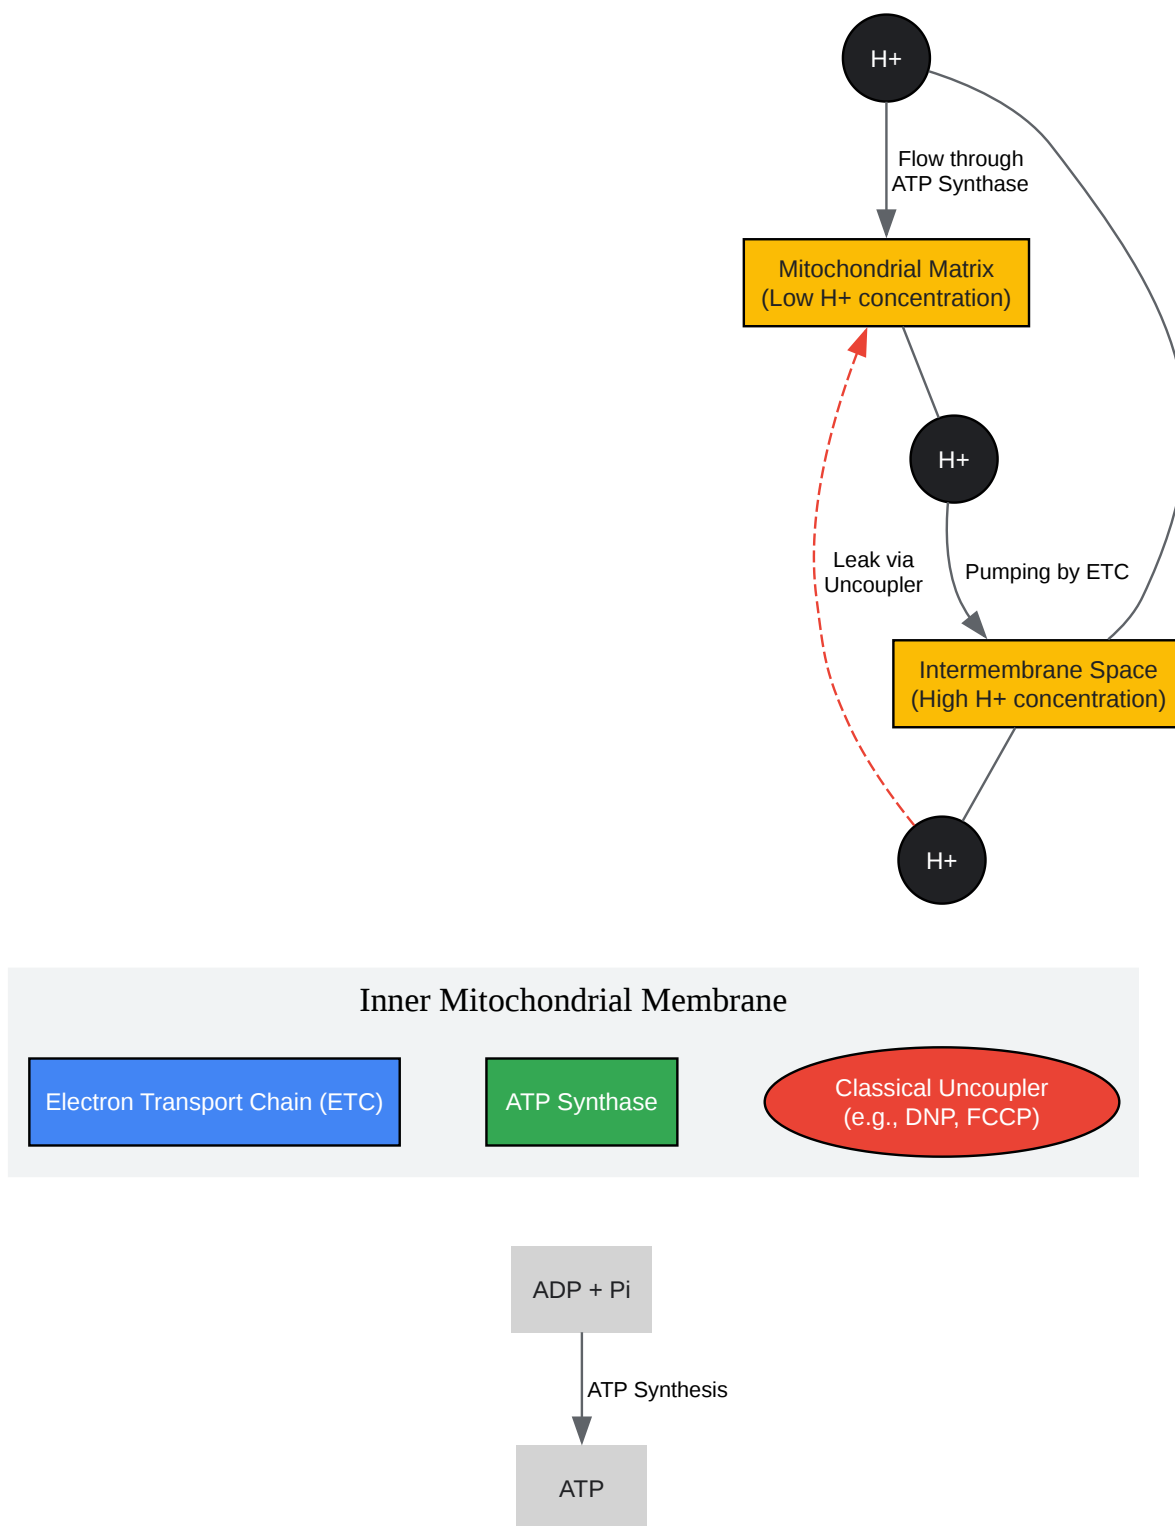 H+
Flow through
ATP Synthase
Mitochondrial Matrix
(Low H+ concentration)
H+
Leak via
Uncoupler
Pumping by ETC
Intermembrane Space
(High H+ concentration)
H+
Inner Mitochondrial Membrane
Electron Transport Chain (ETC)
ATP Synthase
Classical Uncoupler
(e.g., DNP, FCCP)
ADP + Pi
ATP Synthesis
ATP